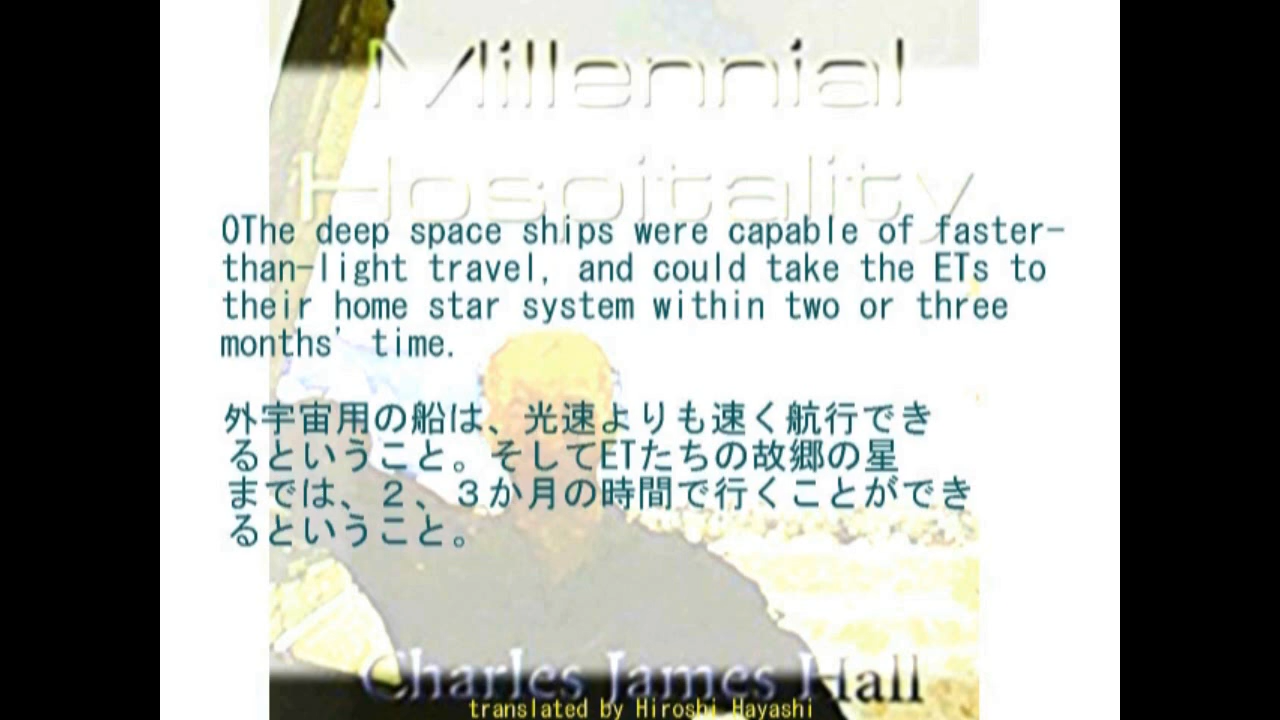 Millennial
Hospitality
OThe deep space ships were capable of faster-
than-light travel, and could take the ETs to
their home star system within two or three
months' time.
外宇宙用の船は、光速よりも速く航行でき
るということ。そしてETたちの故郷の星
までは、２、３か月の時間で行くことができ
るということ。
Charles James Hall
translated by Hiroshi Hayashi